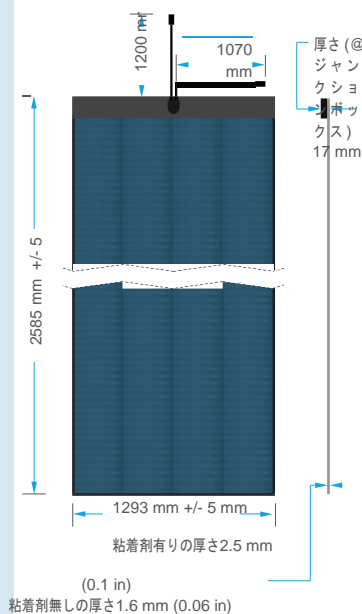 1200 m
1070
mm
厚さ(@
ジャン
クショ
ンボッ
クス)
17 mm
2585 mm +/- 5
1293 mm +/- 5 mm
粘着剤有りの厚さ2.5 mm
(0.1 in)
粘着剤無しの厚さ1.6 mm (0.06 in)